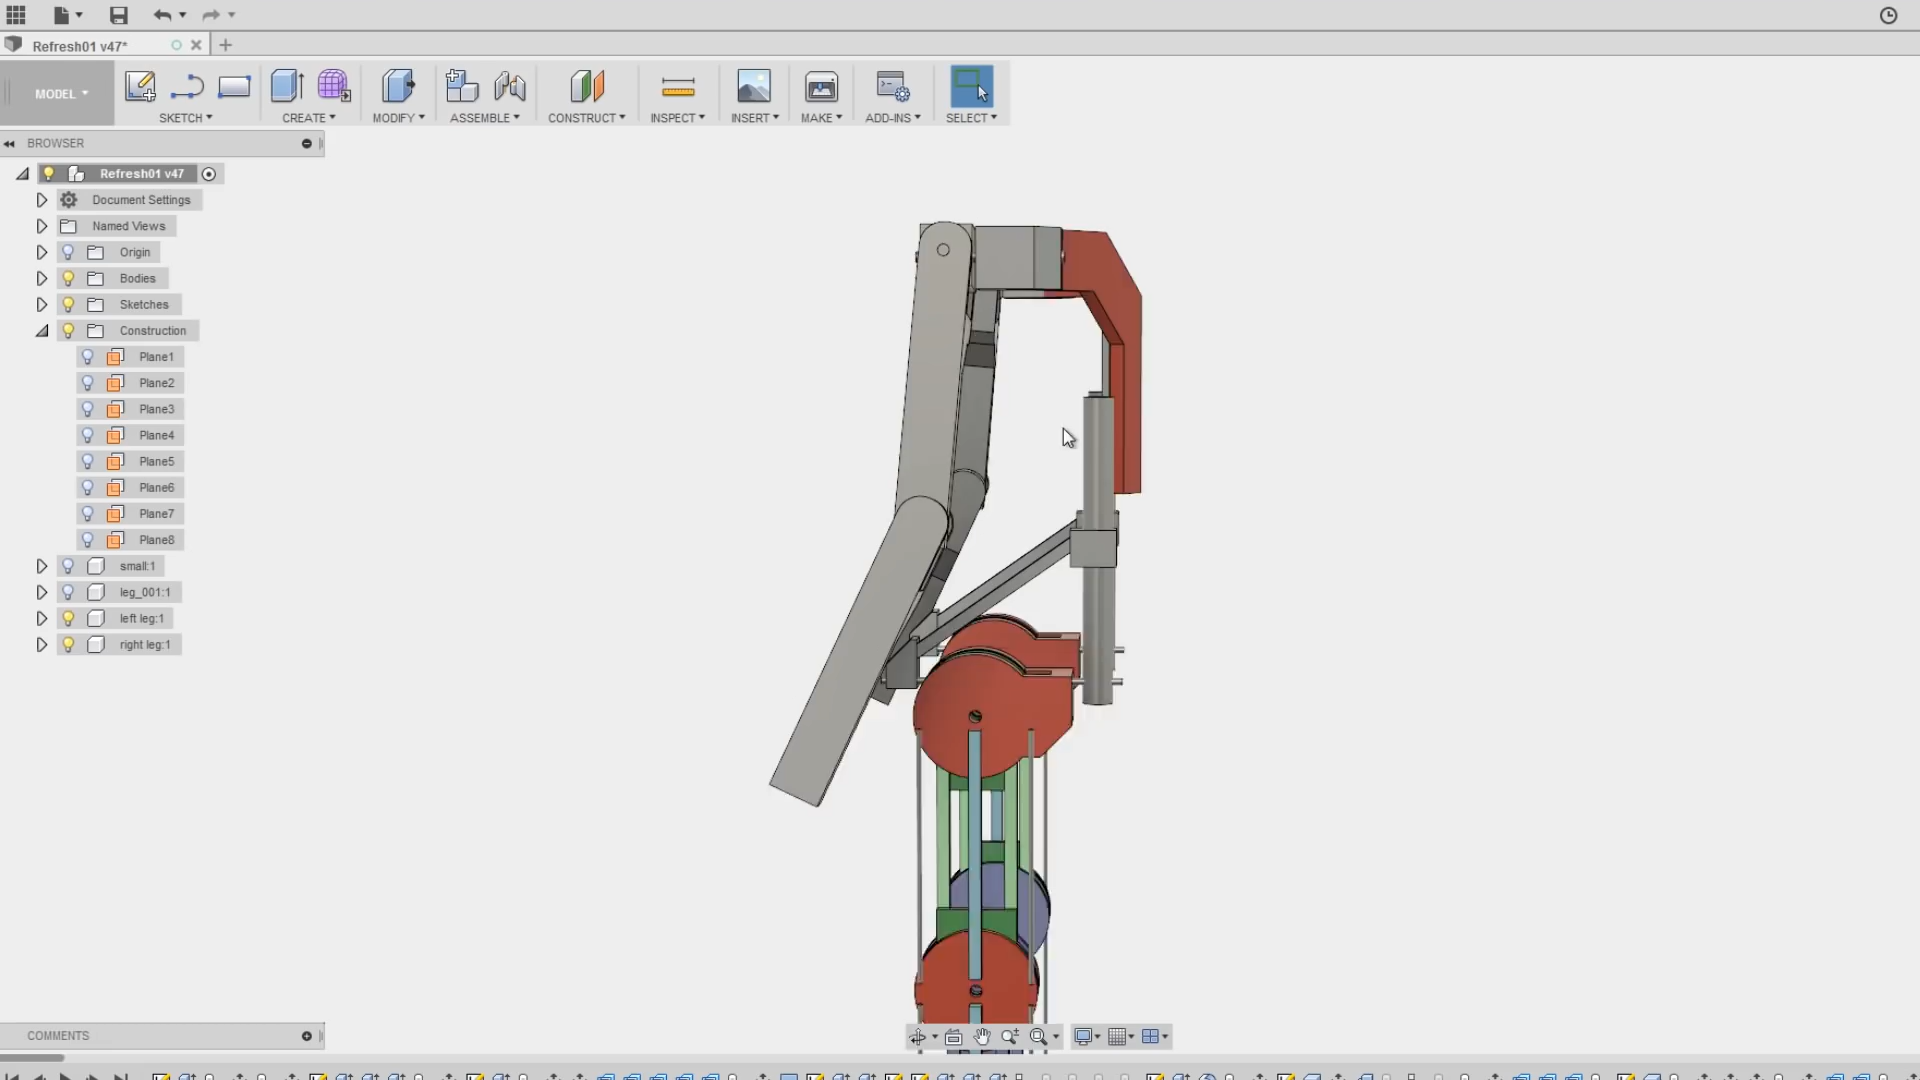 Refresh01 v47*
MODEL
SKETCH
CREATE
MODIFY
ASSEMBLE
CONSTRUCT
INSPECT
INSERT
MAKE
ADD-INS
SELECT
BROWSER
Refresh01 v47
Document Settings
Named Views
Origin
Bodies
Sketches
Construction
Plane1
Plane2
Plane3
Plane4
Plane5
Plane6
Plane7
Plane8
small:1
leg_001:1
left leg:1
right leg:1
COMMENTS